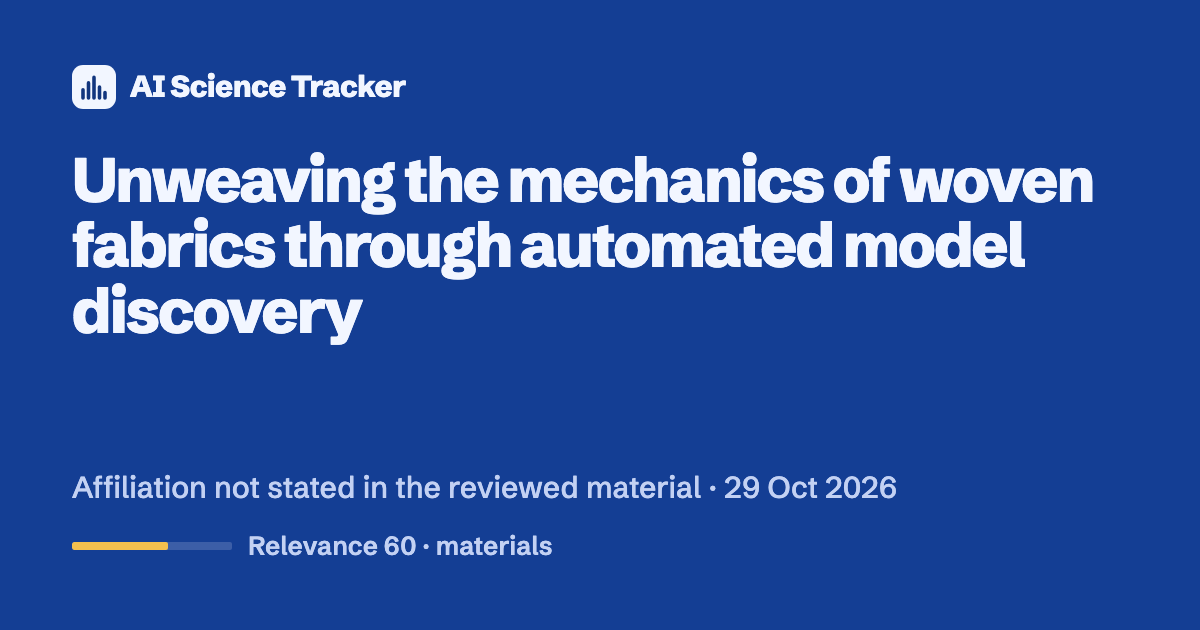 AI Science Tracker
Unweaving the mechanics of woven
fabrics through automated model
discovery
Affiliation not stated in the reviewed material · 29 Oct 2026
Relevance 60 · materials